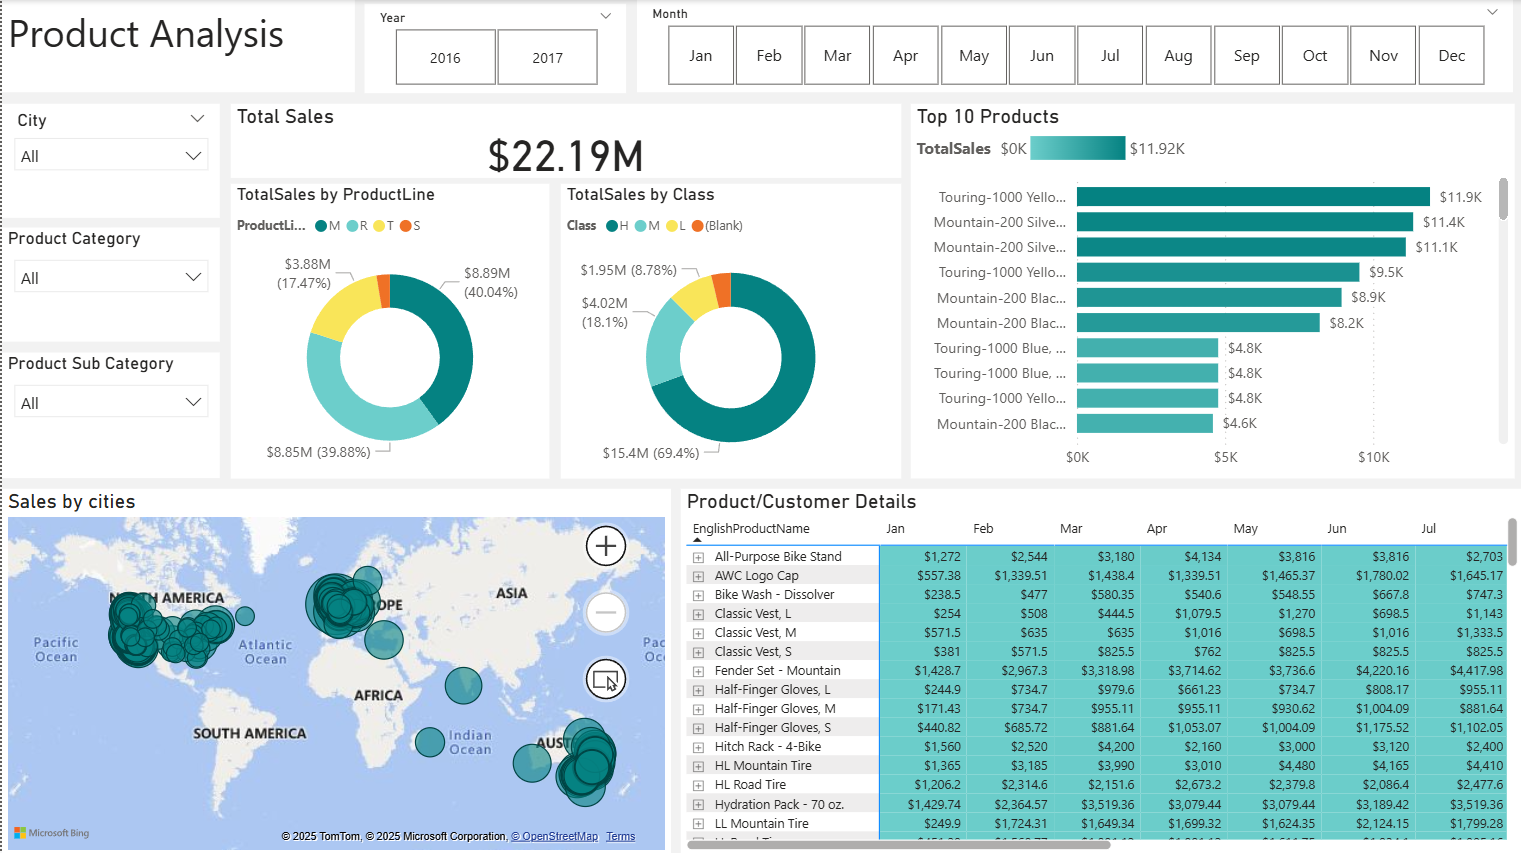 Product Analysis
Year
2016
2017
Month
Jan
Feb
Mar
Apr
May
Jun
Jul
Aug
Sep
Oct
Nov
Dec
City
All
Product Category
All
Product Sub Category
All
Total Sales
$22.19M
TotalSales by ProductLine
ProductLi... M R T S
$3.88M
(17.47%)
$8.89M
(40.04%)
$8.85M (39.88%)
TotalSales by Class
Class H M L (Blank)
$1.95M (8.78%)
$4.02M
(18.1%)
$15.4M (69.4%)
Top 10 Products
TotalSales $0K $11.92K
Touring-1000 Yello... $11.9K
Mountain-200 Silve... $11.4K
Mountain-200 Silve... $11.1K
Touring-1000 Yello... $9.5K
Mountain-200 Blac... $8.9K
Mountain-200 Blac... $8.2K
Touring-1000 Blue, ... $4.8K
Touring-1000 Blue, ... $4.8K
Touring-1000 Yello... $4.8K
Mountain-200 Blac... $4.6K
$0K $5K $10K
Sales by cities
ASIA
Pacific
Ocean
Atlantic
Ocean
AFRICA
SOUTH AMERICA
Indian
Ocean
Microsoft Bing
© 2025 TomTom, © 2025 Microsoft Corporation, © OpenStreetMap Terms
Product/Customer Details
EnglishProductName Jan Feb Mar Apr May Jun Jul
All-Purpose Bike Stand $1,272 $2,544 $3,180 $4,134 $3,816 $3,816 $2,703
AWC Logo Cap $557.38 $1,339.51 $1,438.4 $1,339.51 $1,465.37 $1,780.02 $1,645.17
Bike Wash - Dissolver $238.5 $477 $580.35 $540.6 $548.55 $667.8 $747.3
Classic Vest, L $254 $508 $444.5 $1,079.5 $1,270 $698.5 $1,143
Classic Vest, M $571.5 $635 $635 $1,016 $698.5 $1,016 $1,333.5
Classic Vest, S $381 $571.5 $825.5 $762 $825.5 $825.5 $825.5
Fender Set - Mountain $1,428.7 $2,967.3 $3,318.98 $3,714.62 $3,736.6 $4,220.16 $4,417.98
Half-Finger Gloves, L $244.9 $734.7 $979.6 $661.23 $734.7 $808.17 $955.11
Half-Finger Gloves, M $171.43 $734.7 $955.11 $955.11 $930.62 $1,004.09 $881.64
Half-Finger Gloves, S $440.82 $685.72 $881.64 $1,053.07 $1,004.09 $1,175.52 $1,102.05
Hitch Rack - 4-Bike $1,560 $2,520 $4,200 $2,160 $3,000 $3,120 $2,400
HL Mountain Tire $1,365 $3,185 $3,990 $3,010 $4,480 $4,165 $4,410
HL Road Tire $1,206.2 $2,314.6 $2,151.6 $2,673.2 $2,379.8 $2,086.4 $2,477.6
Hydration Pack - 70 oz. $1,429.74 $2,364.57 $3,519.36 $3,079.44 $3,079.44 $3,189.42 $3,519.36
LL Mountain Tire $249.9 $1,724.31 $1,649.34 $1,699.32 $1,624.35 $2,124.15 $1,799.28